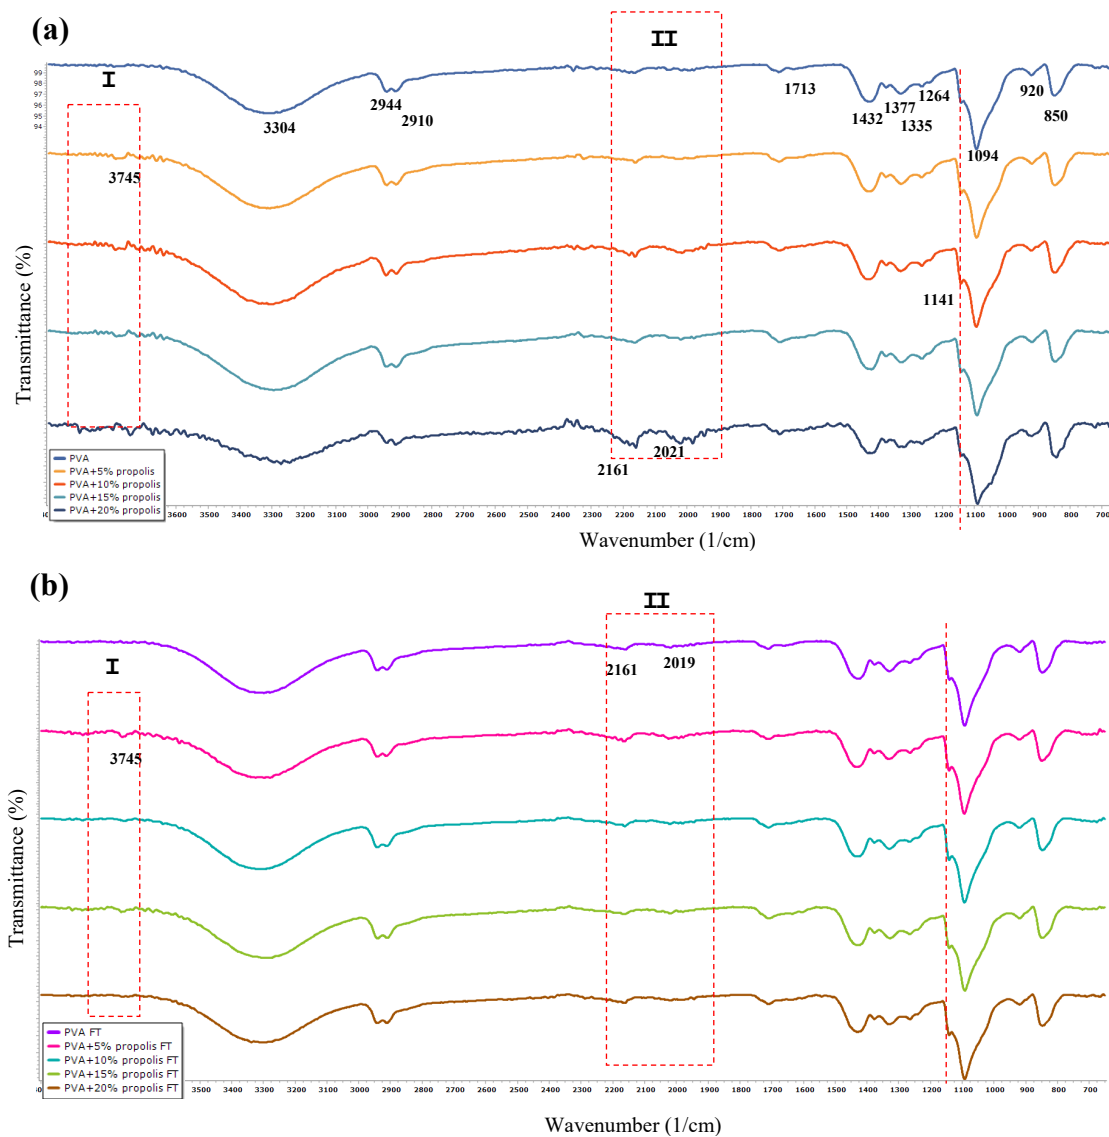 (a)
I
II
99
98
97
96
95
94
3304
2944
2910
1713
1432
1377
1335
1264
920
850
1094
3745
1141
2161
2021
Transmittance (%)
PVA
PVA+5% propolis
PVA+10% propolis
PVA+15% propolis
PVA+20% propolis
3600 3400 3300 3200 3100 3000 2900 2800 2700 2600 2500 2400 2300 2200 2100 2000 1900 1800 1700 1600 1500 1400 1300 1200 1100 1000 900 800 700
Wavenumber (1/cm)
(b)
I
II
2161
2019
3745
Transmittance (%)
PVA FT
PVA+5% propolis FT
PVA+10% propolis FT
PVA+15% propolis FT
PVA+20% propolis FT
3500 3400 3300 3200 3100 3000 2900 2800 2700 2600 2500 2400 2300 2200 2100 2000 1900 1800 1700 1600 1500 1400 1300 1200 1100 1000 900 800 700
Wavenumber (1/cm)